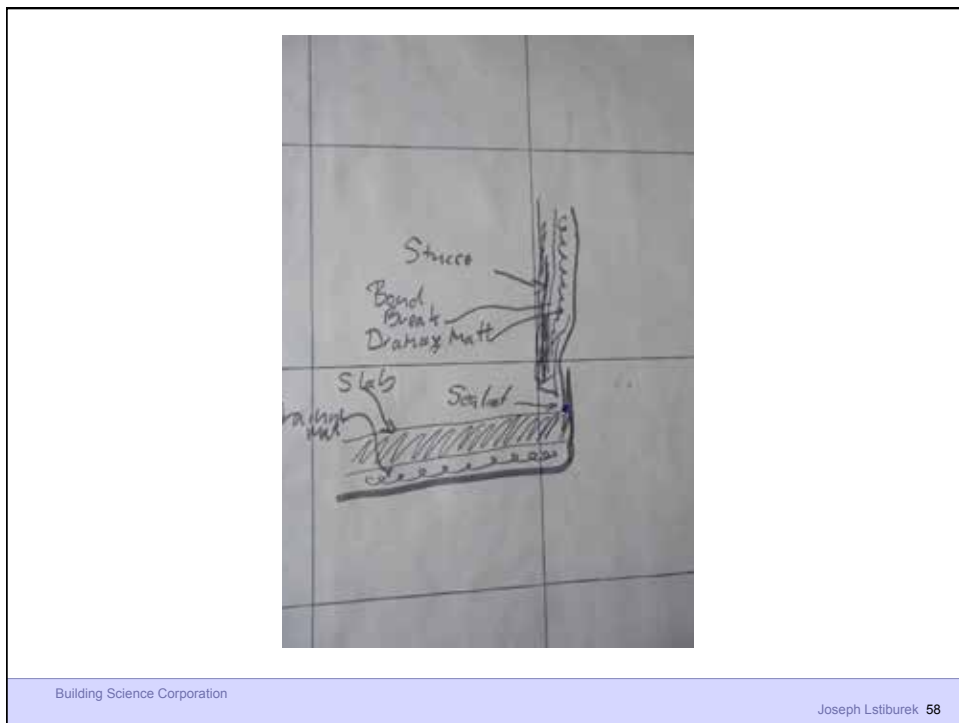 Stucco
Bond
Break
Drainage Matt
Slab
Sealant
Building Science Corporation
Joseph Lstiburek 58